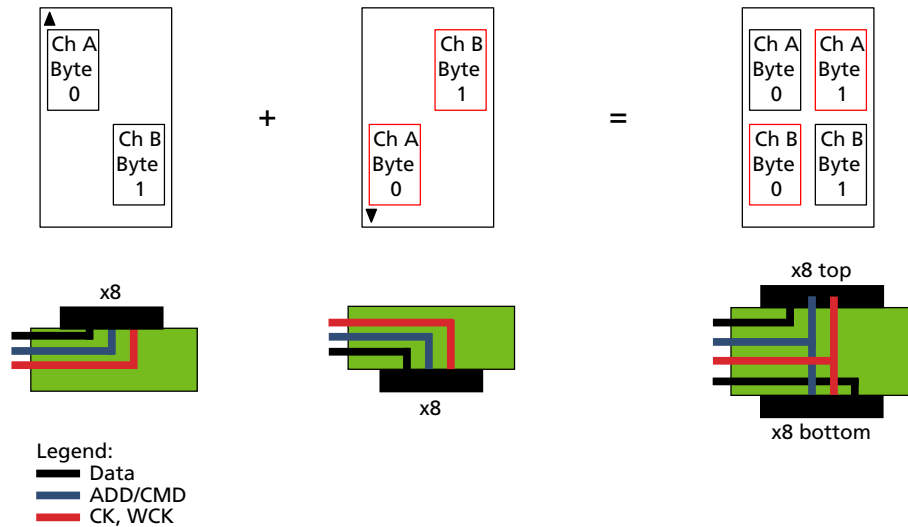 Ch A
Byte
0
Ch B
Byte
1
+
Ch B
Byte
1
Ch A
Byte
0
=
Ch A
Byte
0
Ch A
Byte
1
Ch B
Byte
0
Ch B
Byte
1
x8
x8
x8 top
x8 bottom
Legend:
Data
ADD/CMD
CK, WCK